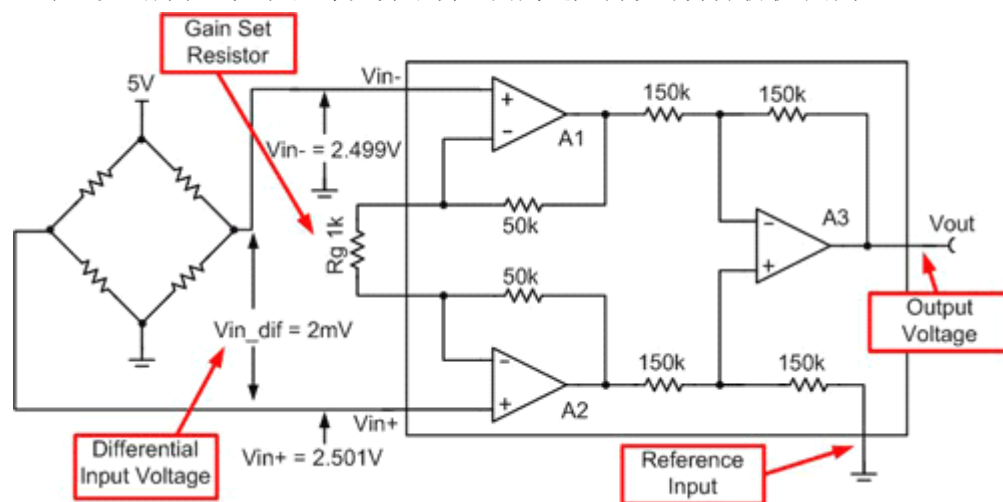 Gain Set
Resistor
5V
Vin-
Vin- = 2.499V
A1
150k
150k
50k
Rg 1k
A3
Vout
50k
Output
Voltage
Vin_dif = 2mV
150k
150k
A2
Vin+
Differential
Input Voltage
Vin+ = 2.501V
Reference
Input